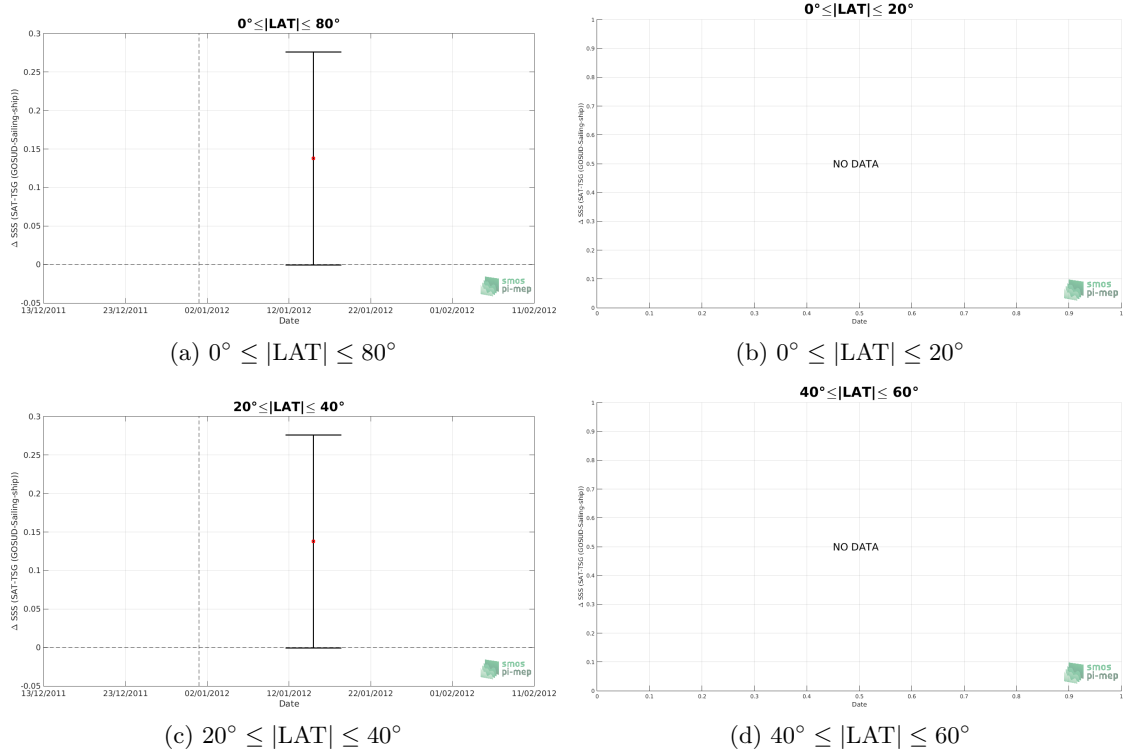 0°≤|LAT|≤ 80°
0.3
0.25
0.2
0.15
0.1
0.05
0
-0.05
Δ SSS (SAT-TSG (GOSUD-Sailing-ship))
13/12/2011 23/12/2011 02/01/2012 12/01/2012 22/01/2012 01/02/2012 11/02/2012
Date
smos
pi-mep
(a) 0° ≤ |LAT| ≤ 80°
0°≤|LAT|≤ 20°
1
0.9
0.8
0.7
0.6
0.5
0.4
0.3
0.2
0.1
0
Δ SSS (SAT-TSG (GOSUD-Sailing-ship))
NO DATA
0 0.1 0.2 0.3 0.4 0.5 0.6 0.7 0.8 0.9 1
Date
smos
pi-mep
(b) 0° ≤ |LAT| ≤ 20°
20°≤|LAT|≤ 40°
0.3
0.25
0.2
0.15
0.1
0.05
0
-0.05
Δ SSS (SAT-TSG (GOSUD-Sailing-ship))
13/12/2011 23/12/2011 02/01/2012 12/01/2012 22/01/2012 01/02/2012 11/02/2012
Date
smos
pi-mep
(c) 20° ≤ |LAT| ≤ 40°
40°≤|LAT|≤ 60°
1
0.9
0.8
0.7
0.6
0.5
0.4
0.3
0.2
0.1
0
Δ SSS (SAT-TSG (GOSUD-Sailing-ship))
NO DATA
0 0.1 0.2 0.3 0.4 0.5 0.6 0.7 0.8 0.9 1
Date
smos
pi-mep
(d) 40° ≤ |LAT| ≤ 60°